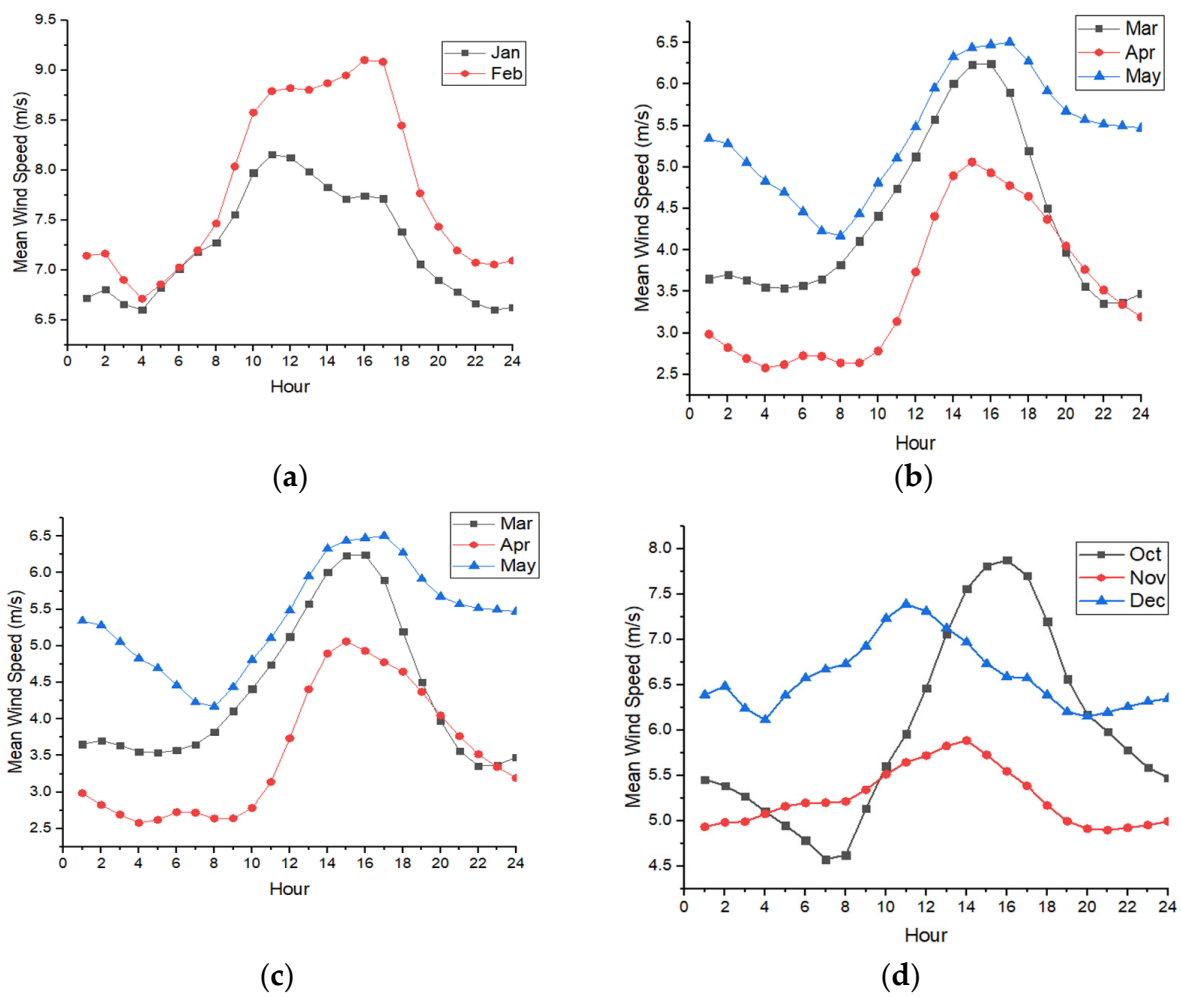 9.5
9.0
8.5
8.0
7.5
7.0
6.5
Mean Wind Speed (m/s)
Jan
Feb
0 2 4 6 8 10 12 14 16 18 20 22 24
Hour
(a)
6.5
6.0
5.5
5.0
4.5
4.0
3.5
3.0
2.5
Mean Wind Speed (m/s)
Mar
Apr
May
0 2 4 6 8 10 12 14 16 18 20 22 24
Hour
(b)
6.5
6.0
5.5
5.0
4.5
4.0
3.5
3.0
2.5
Mean Wind Speed (m/s)
Mar
Apr
May
0 2 4 6 8 10 12 14 16 18 20 22 24
Hour
(c)
8.0
7.5
7.0
6.5
6.0
5.5
5.0
4.5
Mean Wind Speed (m/s)
Oct
Nov
Dec
0 2 4 6 8 10 12 14 16 18 20 22 24
Hour
(d)